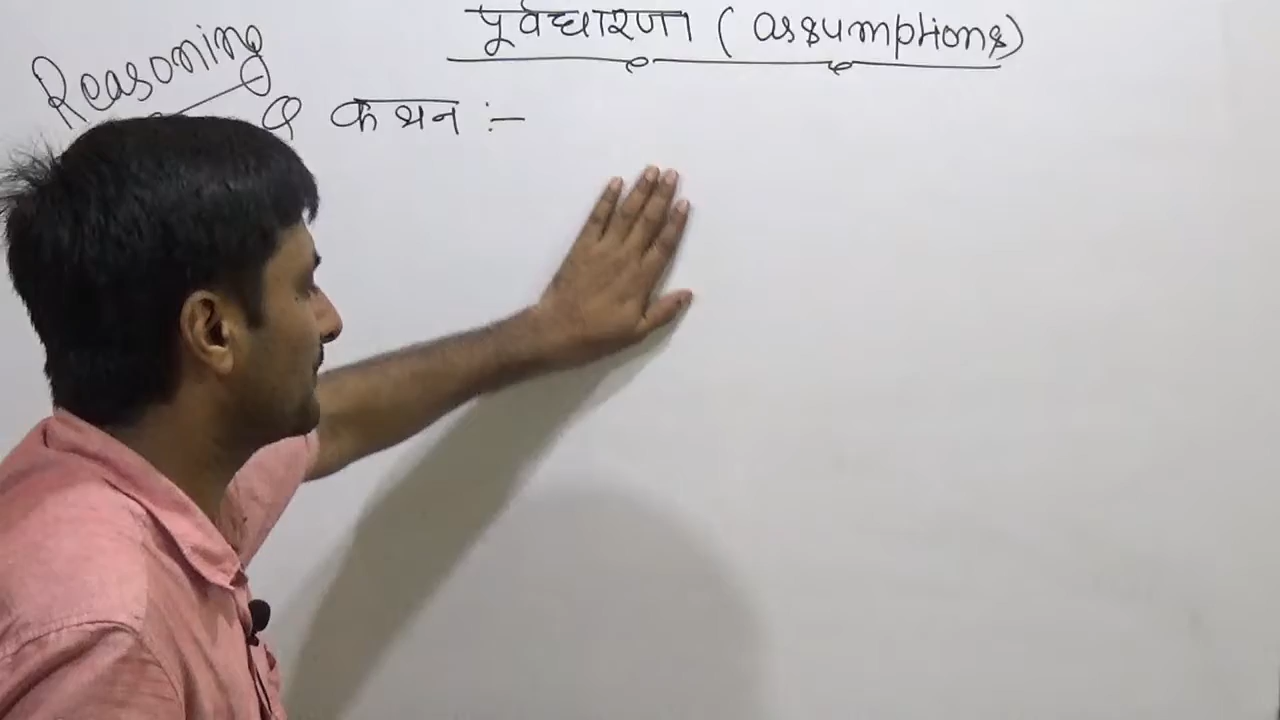 पूर्वधारणा ( assumptions)
Reasoning
Q कथन :-